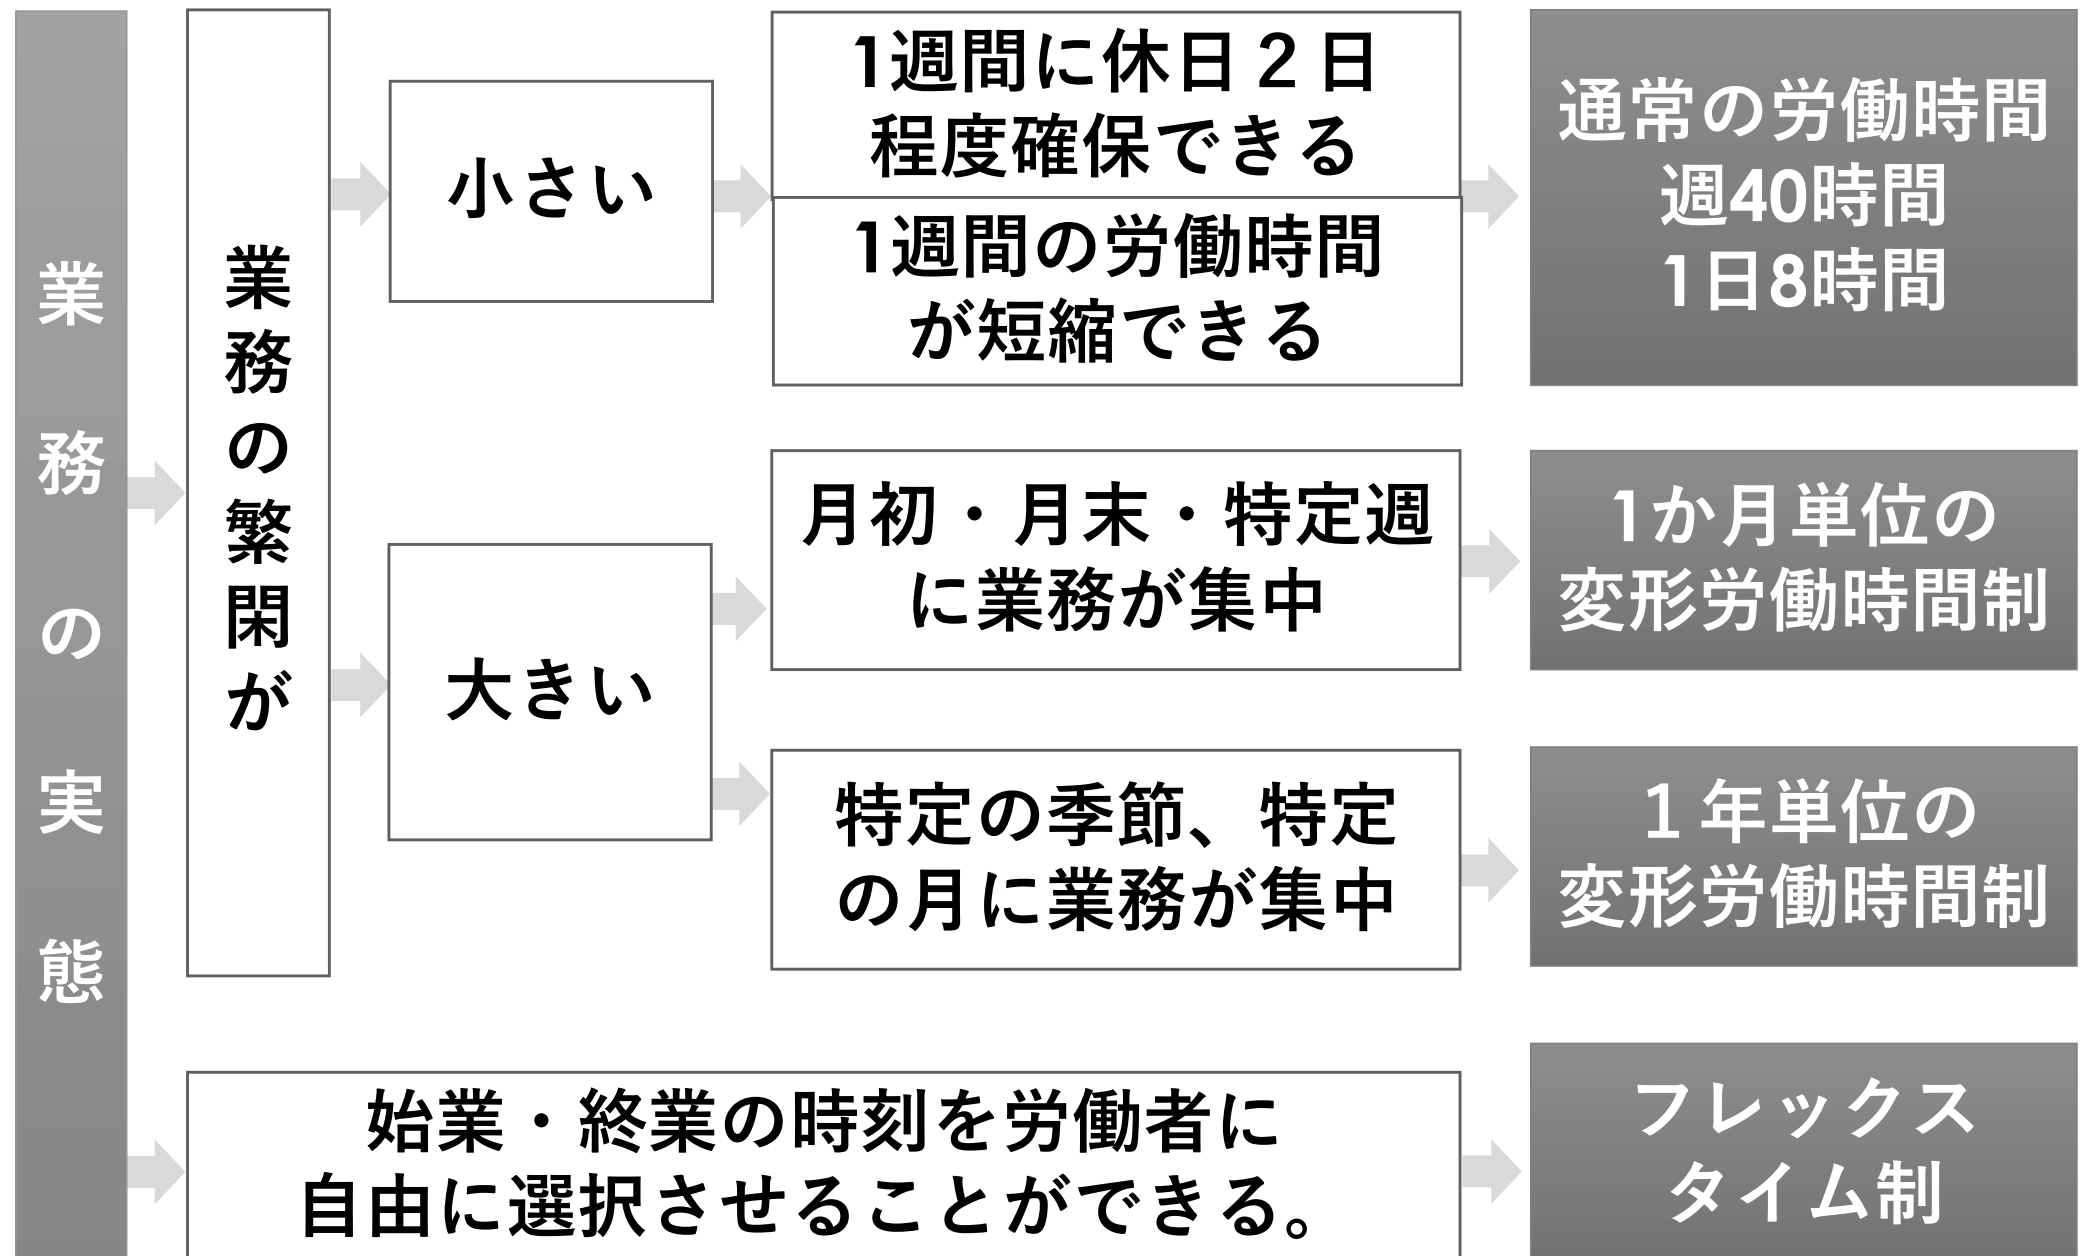 業務の実態
業務の繁閑が
小さい
1週間に休日２日
程度確保できる
1週間の労働時間
が短縮できる
通常の労働時間
週40時間
1日8時間
大きい
月初・月末・特定週
に業務が集中
1か月単位の
変形労働時間制
特定の季節、特定
の月に業務が集中
１年単位の
変形労働時間制
始業・終業の時刻を労働者に
自由に選択させることができる。
フレックス
タイム制